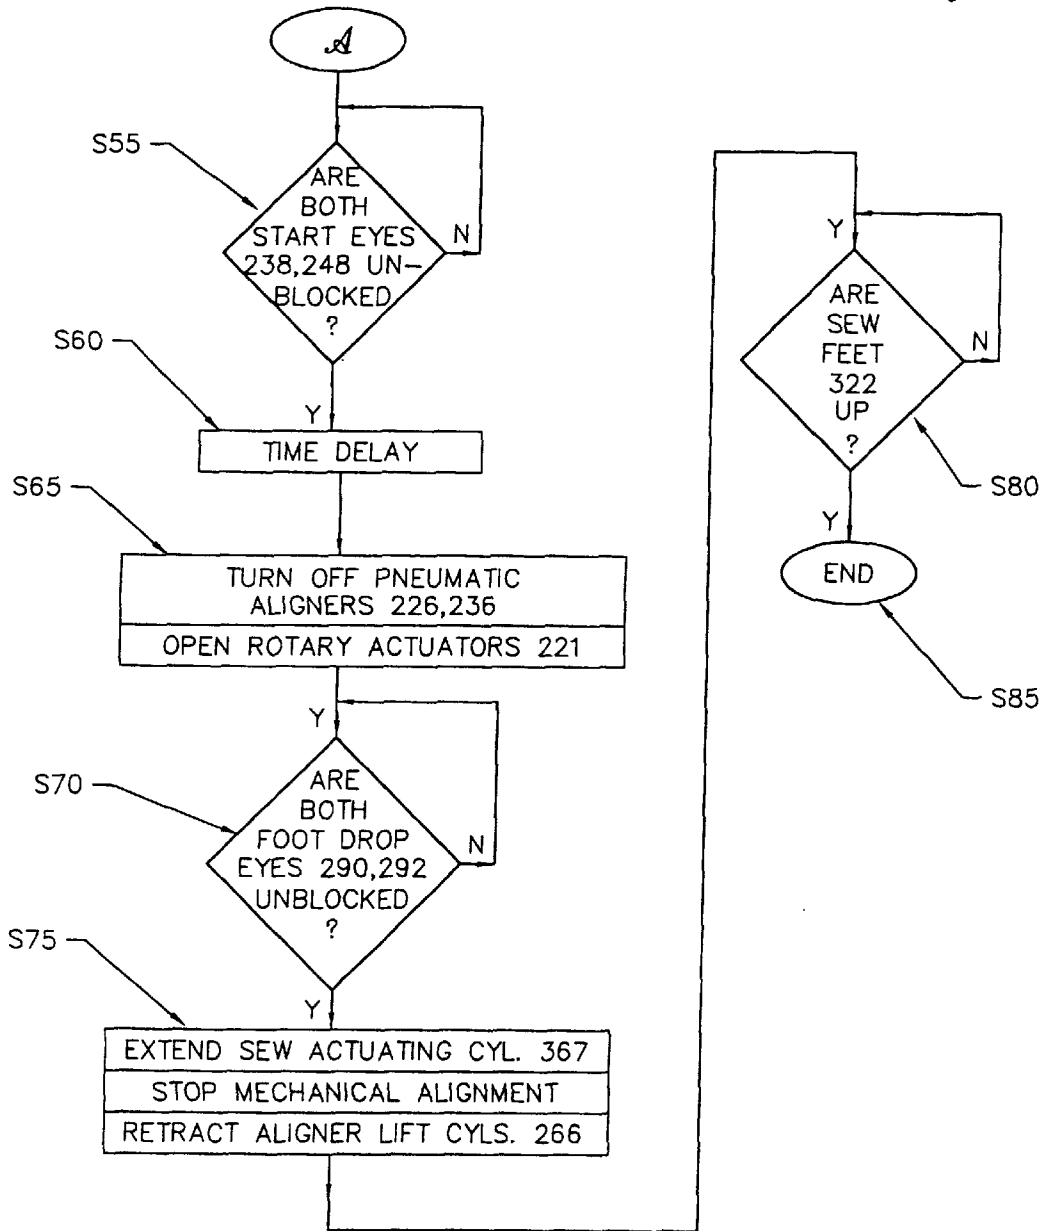 A
S55
ARE
BOTH
START EYES
238,248 UN-
BLOCKED
?
N
S60
Y
TIME DELAY
S65
TURN OFF PNEUMATIC
ALIGNERS 226,236
OPEN ROTARY ACTUATORS 221
Y
S70
ARE
BOTH
FOOT DROP
EYES 290,292
UNBLOCKED
?
N
S75
Y
EXTEND SEW ACTUATING CYL. 367
STOP MECHANICAL ALIGNMENT
RETRACT ALIGNER LIFT CYLS. 266
Y
ARE
SEW
FEET
322
UP
?
N
S80
Y
END
S85